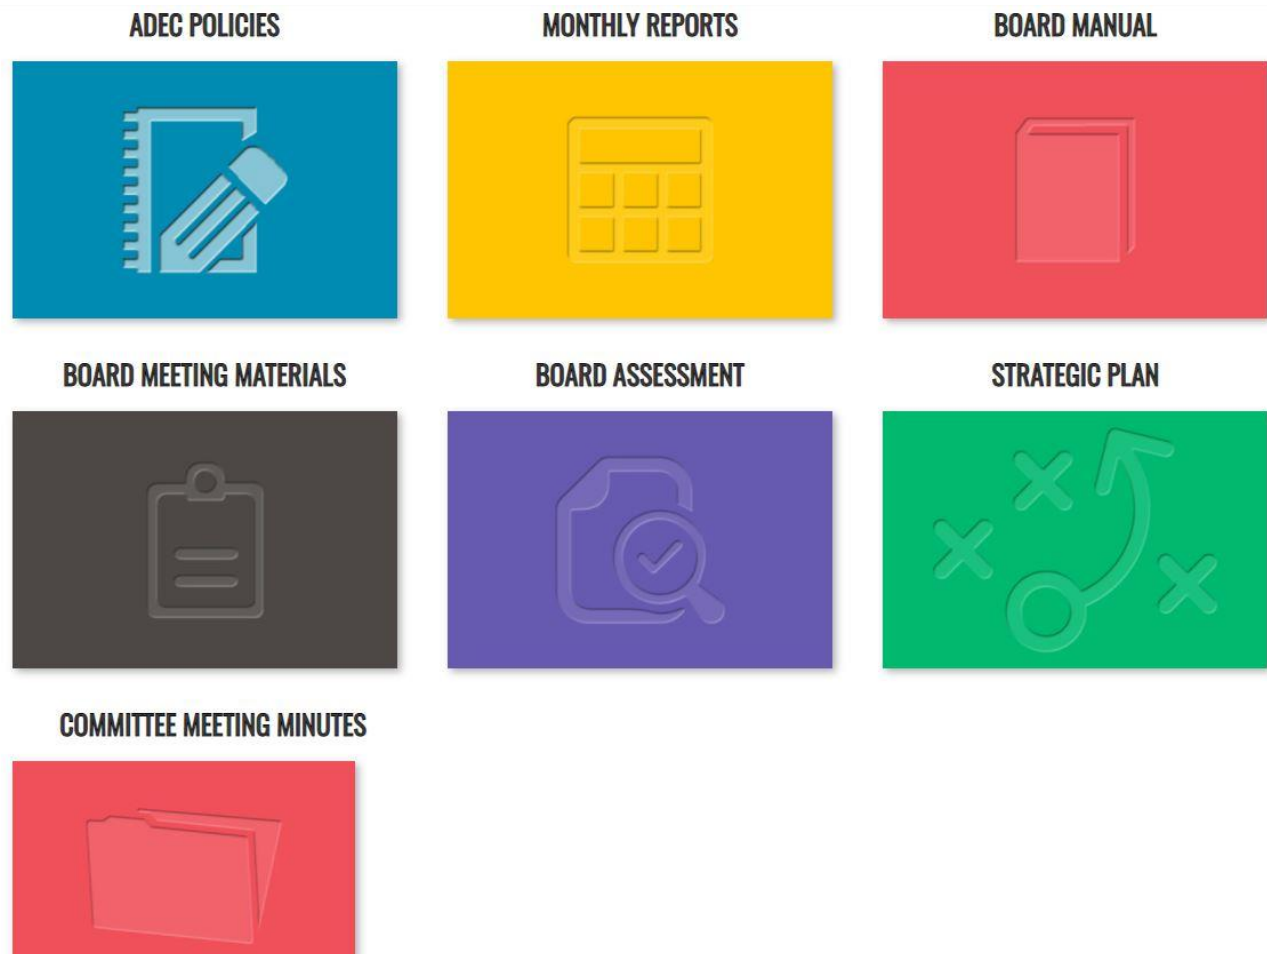 ADEC POLICIES
MONTHLY REPORTS
BOARD MANUAL
BOARD MEETING MATERIALS
BOARD ASSESSMENT
STRATEGIC PLAN
COMMITTEE MEETING MINUTES